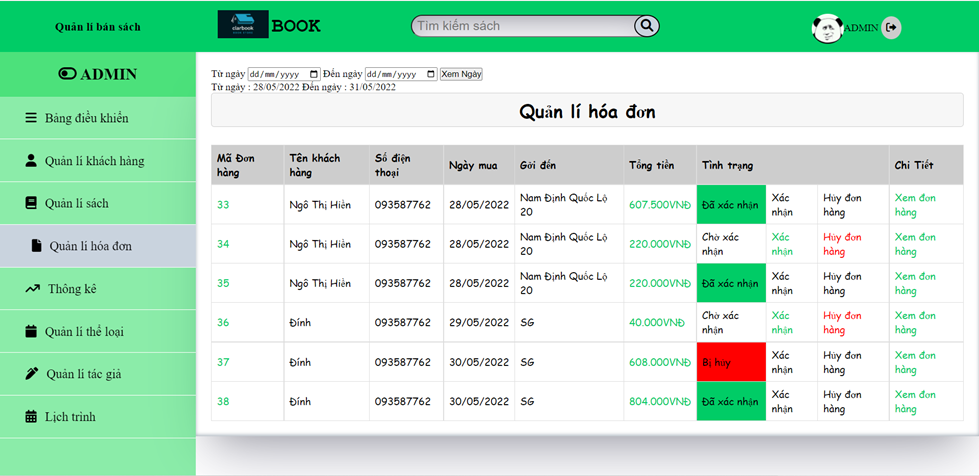 Quản lí bán sách
clarbook
BOOK
Tìm kiếm sách
ADMIN
ADMIN
Bảng điều khiển
Quản lí khách hàng
Quản lí sách
Quản lí hóa đơn
Thông kê
Quản lí thể loại
Quản lí tác giả
Lịch trình
Từ ngày dd/mm/yyyy Đến ngày dd/mm/yyyy Xem Ngày
Từ ngày : 28/05/2022 Đến ngày : 31/05/2022
Quản lí hóa đơn
Mã Đơn hàng Tên khách hàng Số điện thoại Ngày mua Gởi đến Tổng tiền Tình trạng Chi Tiết
33 Ngô Thị Hiền 093587762 28/05/2022 Nam Định Quốc Lộ 20 607.500VNĐ Đã xác nhận Xác nhận Hủy đơn hàng Xem đơn hàng
34 Ngô Thị Hiền 093587762 28/05/2022 Nam Định Quốc Lộ 20 220.000VNĐ Chờ xác nhận Xác nhận Hủy đơn hàng Xem đơn hàng
35 Ngô Thị Hiền 093587762 28/05/2022 Nam Định Quốc Lộ 20 220.000VNĐ Đã xác nhận Xác nhận Hủy đơn hàng Xem đơn hàng
36 Đính 093587762 29/05/2022 SG 40.000VNĐ Chờ xác nhận Xác nhận Hủy đơn hàng Xem đơn hàng
37 Đính 093587762 30/05/2022 SG 608.000VNĐ Bị hủy Xác nhận Hủy đơn hàng Xem đơn hàng
38 Đính 093587762 30/05/2022 SG 804.000VNĐ Đã xác nhận Xác nhận Hủy đơn hàng Xem đơn hàng